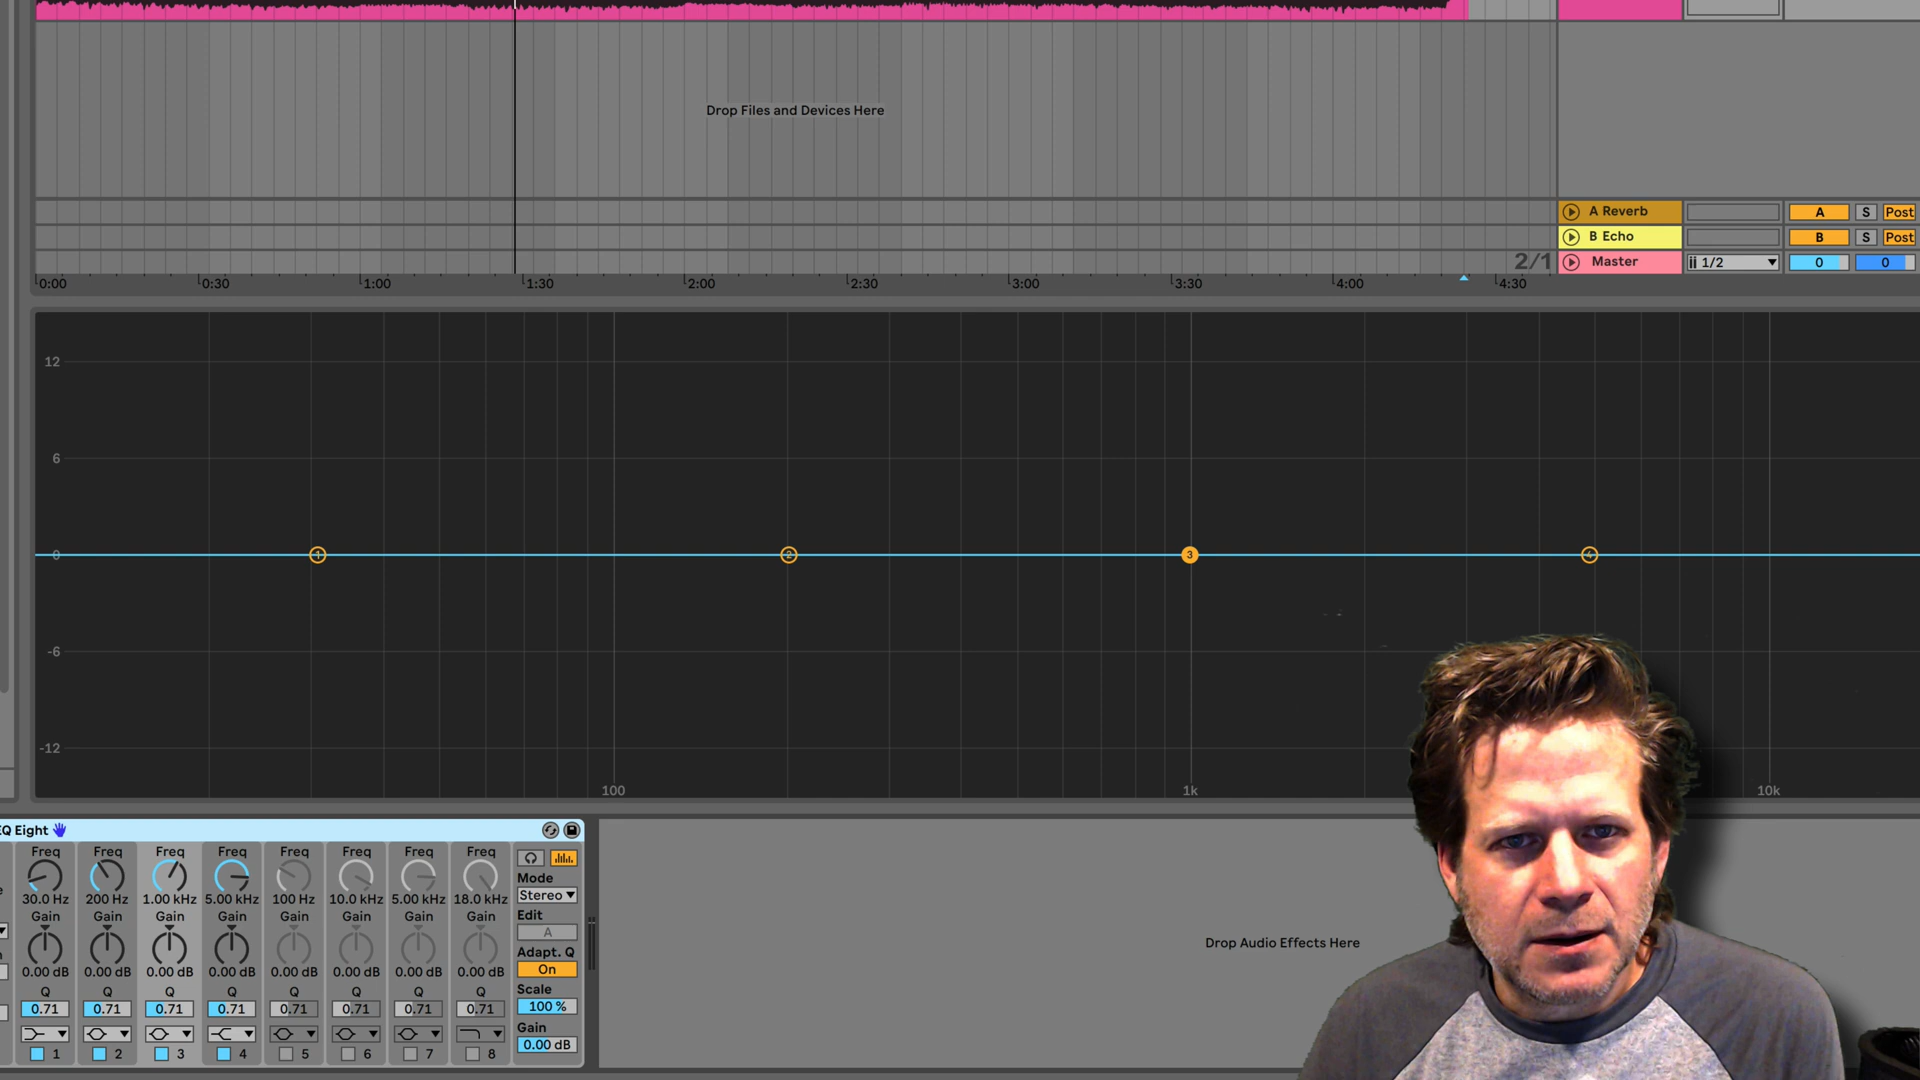 Drop Files and Devices Here
A Reverb A S Post
B Echo B S Post
2/1 Master 1/2 0 0
0:00 0:30 1:00 1:30 2:00 2:30 3:00 3:30 4:00 4:30
12
6
0
-6
-12
100 1k 10k
EQ Eight
Freq Freq Freq Freq Freq Freq Freq Freq
30.0 Hz 200 Hz 1.00 kHz 5.00 kHz 100 Hz 10.0 kHz 5.00 kHz 18.0 kHz
Gain Gain Gain Gain Gain Gain Gain Gain
0.00 dB 0.00 dB 0.00 dB 0.00 dB 0.00 dB 0.00 dB 0.00 dB 0.00 dB
Q Q Q Q Q Q Q Q
0.71 0.71 0.71 0.71 0.71 0.71 0.71 0.71
1 2 3 4 5 6 7 8
Mode
Stereo
Edit
A
Adapt. Q
On
Scale
100 %
Gain
0.00 dB
Drop Audio Effects Here